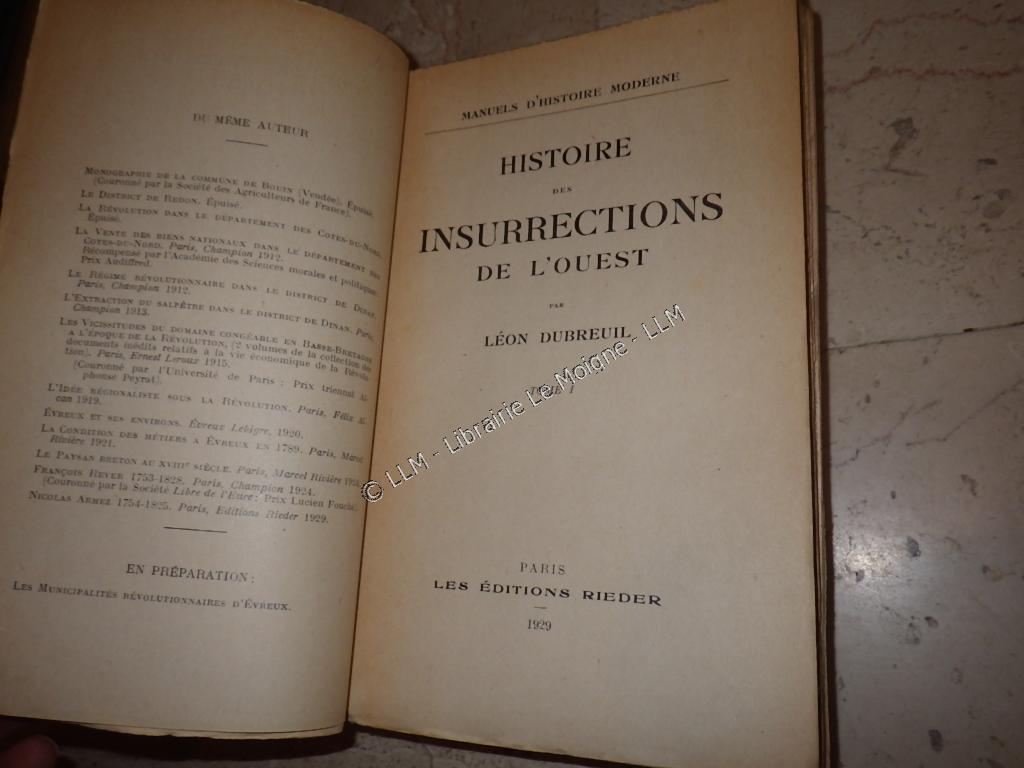 DU MÊME AUTEUR
MONOGRAPHIE DE LA COMMUNE DE BOUIN (Vendée). Épuisé.
(Couronné par la Société des Agriculteurs de France).
LE DISTRICT DE REDON. Épuisé.
LA RÉVOLUTION DANS LE DÉPARTEMENT DES COTES-DU-NORD.
Épuisé.
LA VENTE DES BIENS NATIONAUX DANS LE DÉPARTEMENT DES
COTES-DU-NORD. Paris, Champion 1912.
Récompensé par l'Académie des Sciences morales et politiques:
Prix Audiffred.
LE RÉGIME RÉVOLUTIONNAIRE DANS LE DISTRICT DE DINAN.
Paris, Champion 1912.
L'EXTRACTION DU SALPÊTRE DANS LE DISTRICT DE DINAN. Paris,
Champion 1913.
LES VICISSITUDES DU DOMAINE CONGÉABLE EN BASSE-BRETAGNE
A L'ÉPOQUE DE LA RÉVOLUTION, (2 volumes de la collection des
documents inédits relatifs à la vie économique de la Révolu-
tion). Paris, Ernest Leroux 1915.
(Couronné par l'Université de Paris : Prix triennal Al-
phonse Peyrat).
L'IDÉE RÉGIONALISTE SOUS LA RÉVOLUTION. Paris, Félix Al-
can 1919.
ÉVREUX ET SES ENVIRONS. Évreux Lebigre, 1920.
LA CONDITION DES MÉTIERS A ÉVREUX EN 1789. Paris, Marcel
Rivière 1921.
LE PAYSAN BRETON AU XVIIIe SIÈCLE. Paris, Marcel Rivière
FRANÇOIS HEVER 1753-1828. Paris, Champion 1924.
(Couronné par la Société Libre de l'Eure: Prix Lucien Fouché).
NICOLAS ARMEZ 1754-1825. Paris, Editions Rieder 1929.
EN PRÉPARATION :
LES MUNICIPALITÉS RÉVOLUTIONNAIRES D'ÉVREUX.
MANUELS D'HISTOIRE MODERNE
HISTOIRE
DES
INSURRECTIONS
DE L'OUEST
PAR
LÉON DUBREUIL
© LLM - Librairie Le Moigne - LLM
PARIS
LES ÉDITIONS RIEDER
1929